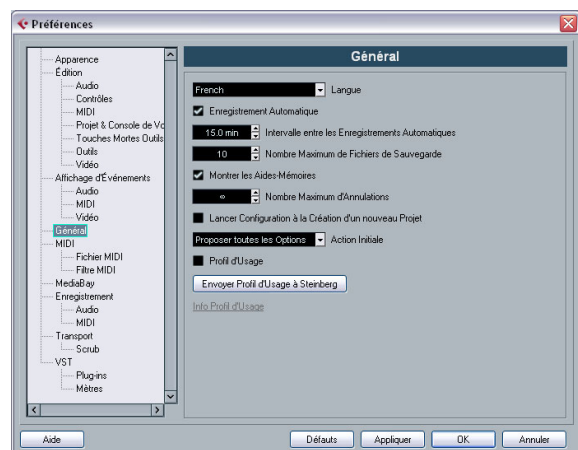 Préférences
Apparence
Édition
Audio
Contrôles
MIDI
Projet & Console de Vo
Touches Mortes Outils
Outils
Vidéo
Affichage d'Événements
Audio
MIDI
Vidéo
Général
MIDI
Fichier MIDI
Filtre MIDI
MediaBay
Enregistrement
Audio
MIDI
Transport
Scrub
VST
Plug-ins
Mètres
Général
French Langue
Enregistrement Automatique
15.0 min Intervalle entre les Enregistrements Automatiques
10 Nombre Maximum de Fichiers de Sauvegarde
Montrer les Aides-Mémoires
∞ Nombre Maximum d'Annulations
Lancer Configuration à la Création d'un nouveau Projet
Proposer toutes les Options Action Initiale
Profil d'Usage
Envoyer Profil d'Usage à Steinberg
Info Profil d'Usage
Aide Défauts Appliquer OK Annuler